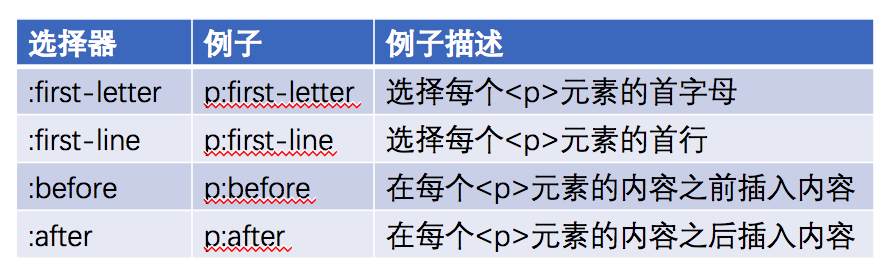 选择器 例子 例子描述
:first-letter p:first-letter 选择每个<p>元素的首字母
:first-line p:first-line 选择每个<p>元素的首行
:before p:before 在每个<p>元素的内容之前插入内容
:after p:after 在每个<p>元素的内容之后插入内容